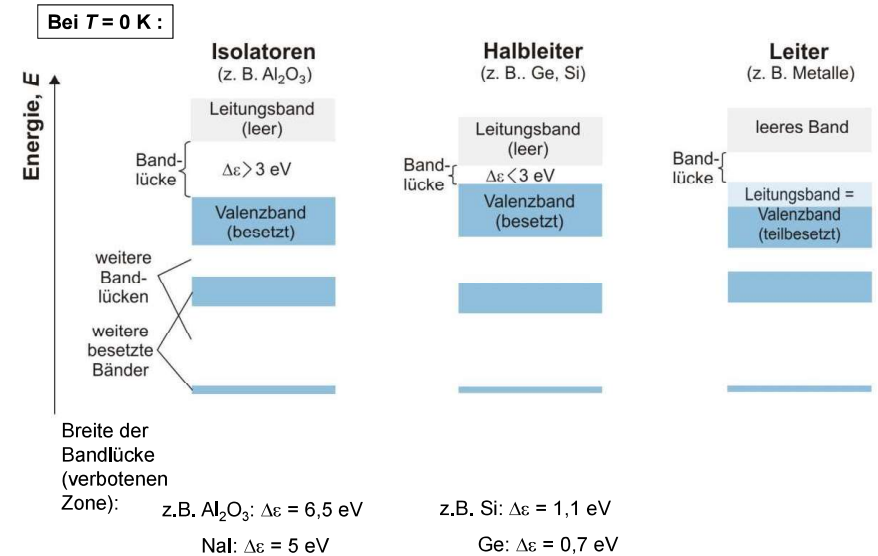 Bei T = 0 K :
Energie, E
Isolatoren
(z. B. Al₂O₃)
Leitungsband
(leer)
Band-
lücke
Δε > 3 eV
Valenzband
(besetzt)
weitere
Band-
lücken
weitere
besetzte
Bänder
Halbleiter
(z. B.. Ge, Si)
Leitungsband
(leer)
Band-
lücke
Δε < 3 eV
Valenzband
(besetzt)
Leiter
(z. B. Metalle)
leeres Band
Band-
lücke
Leitungsband =
Valenzband
(teilbesetzt)
Breite der
Bandlücke
(verbotenen
Zone):
z.B. Al₂O₃: Δε = 6,5 eV
NaI: Δε = 5 eV
z.B. Si: Δε = 1,1 eV
Ge: Δε = 0,7 eV